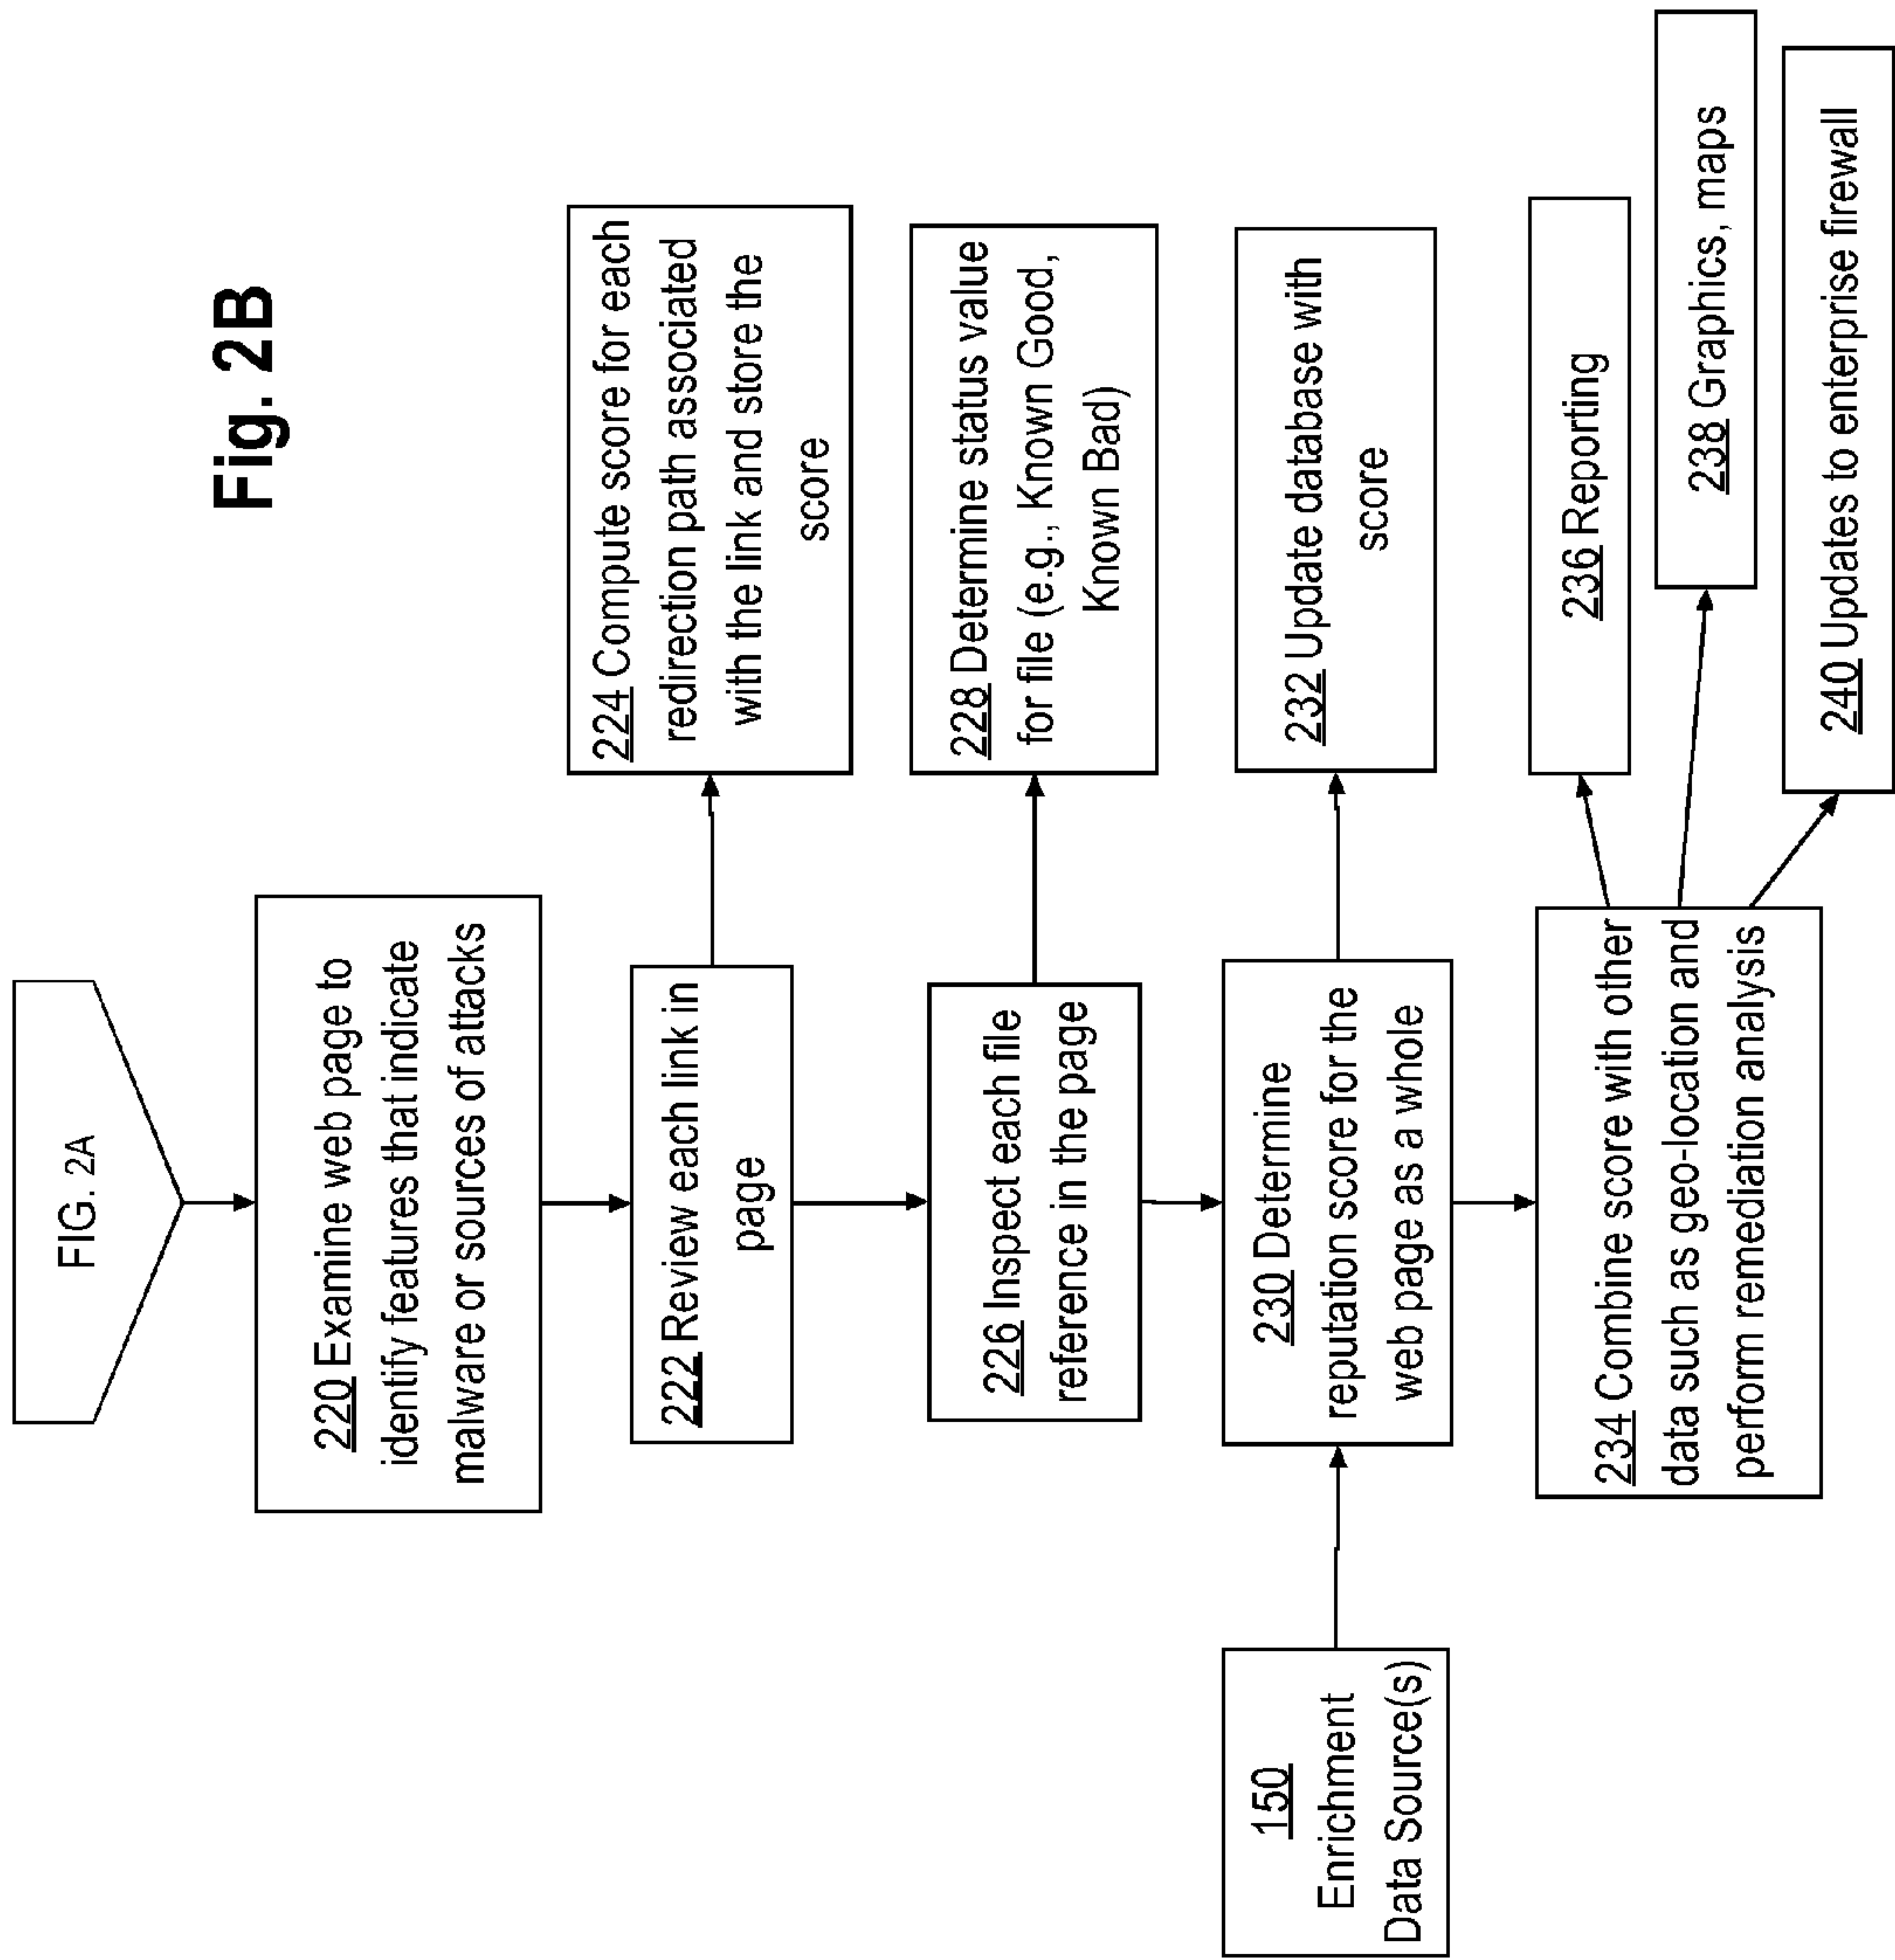 Fig. 2B
FIG. 2A
220 Examine web page to
identify features that indicate
malware or sources of attacks
222 Review each link in
page
224 Compute score for each
redirection path associated
with the link and store the
score
226 Inspect each file
reference in the page
228 Determine status value
for file (e.g., Known Good,
Known Bad)
150
Enrichment
Data Source(s)
230 Determine
reputation score for the
web page as a whole
232 Update database with
score
234 Combine score with other
data such as geo-location and
perform remediation analysis
236 Reporting
238 Graphics, maps
240 Updates to enterprise firewall